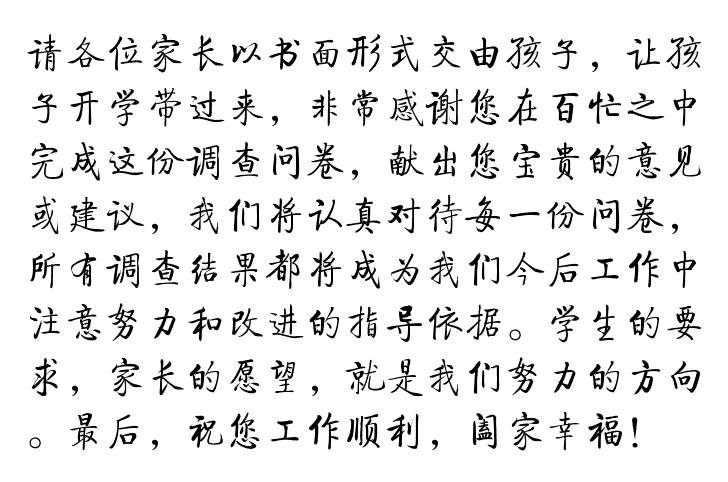 请各位家长以书面形式交由孩子，让孩
子开学带过来，非常感谢您在百忙之中
完成这份调查问卷，献出您宝贵的意见
或建议，我们将认真对待每一份问卷，
所有调查结果都将成为我们今后工作中
注意努力和改进的指导依据。学生的要
求，家长的愿望，就是我们努力的方向
。最后，祝您工作顺利，阖家幸福！